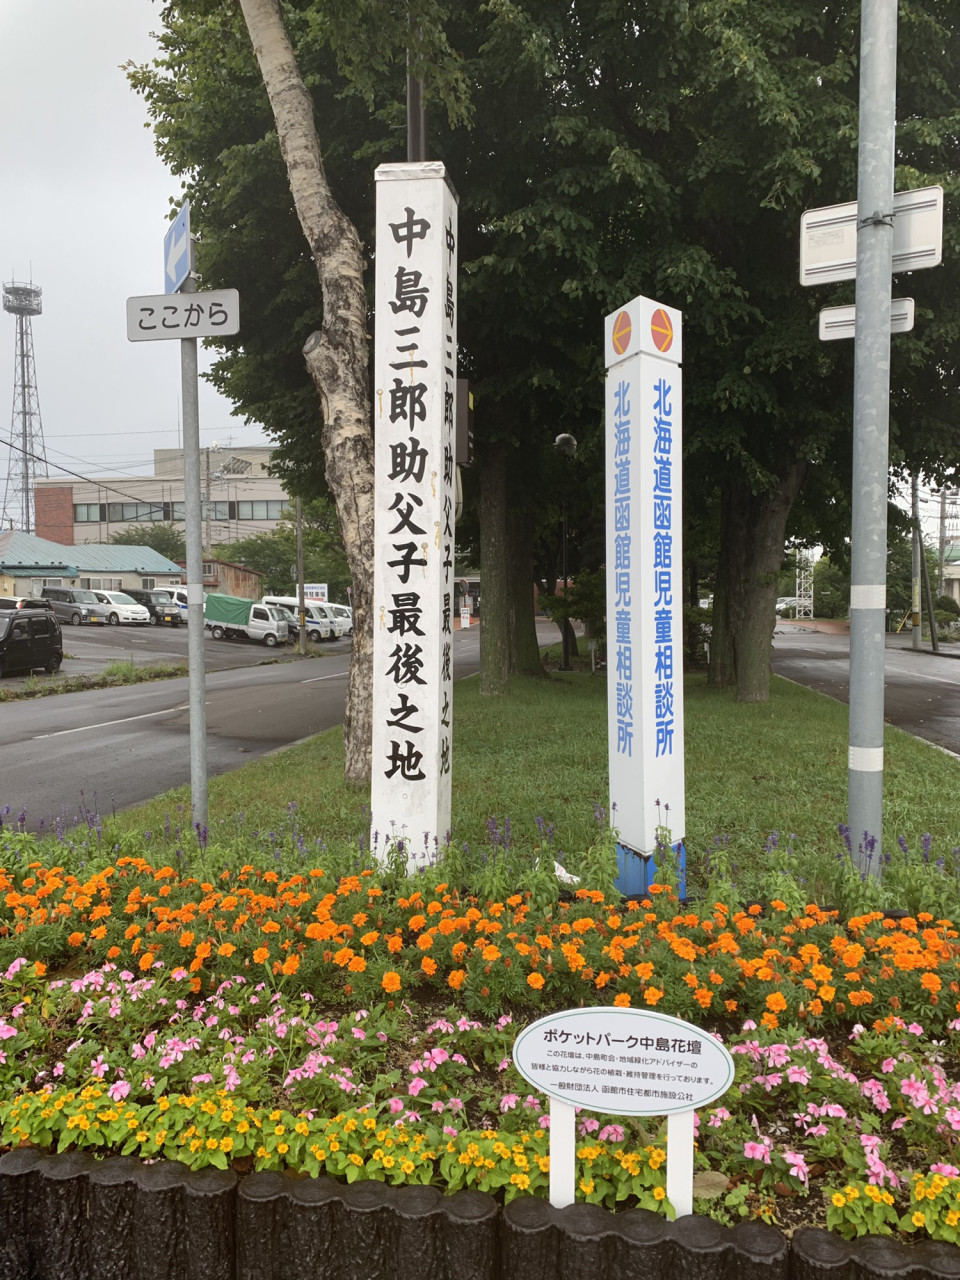 ここから
中島三郎助父子最後之地
中島三郎助父子最後之地
北海道函館児童相談所
北海道函館児童相談所
ポケットパーク中島花壇
この花壇は、中島町会・地域緑化アドバイザーの
皆様と協力しながら花の植栽・維持管理を行っております。
一般財団法人 函館市住宅都市施設公社